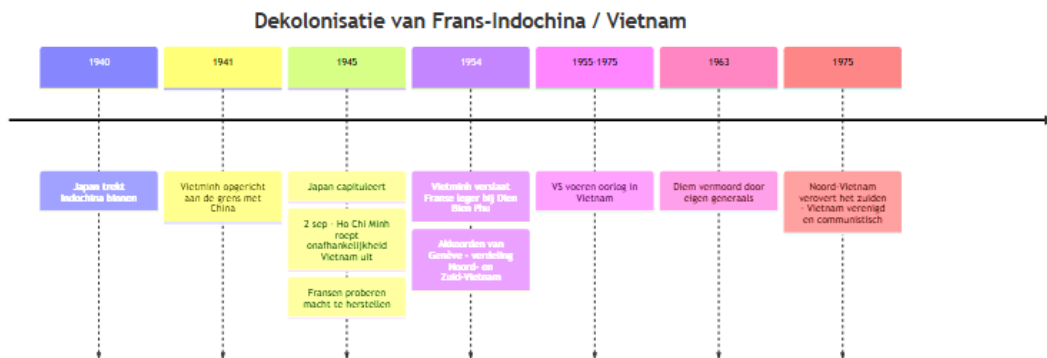 Dekolonisatie van Frans-Indochina / Vietnam
1940
1941
1945
1954
1955-1975
1963
1975
Japan trekt
Indochina binnen
Vietminh opgericht
aan de grens met
China
Japan capituleert
2 sep - Ho Chi Minh
roept
onafhankelijkheid
Vietnam uit
Fransen proberen
macht te herstellen
Vietminh verslaat
Franse leger bij Dien
Bien Phu
Akkoorden van
Genève - verdeling
Noord- en
Zuid-Vietnam
VS voeren oorlog in
Vietnam
Diem vermoord door
eigen generaals
Noord-Vietnam
verovert het zuiden
- Vietnam verenigd
en communistisch